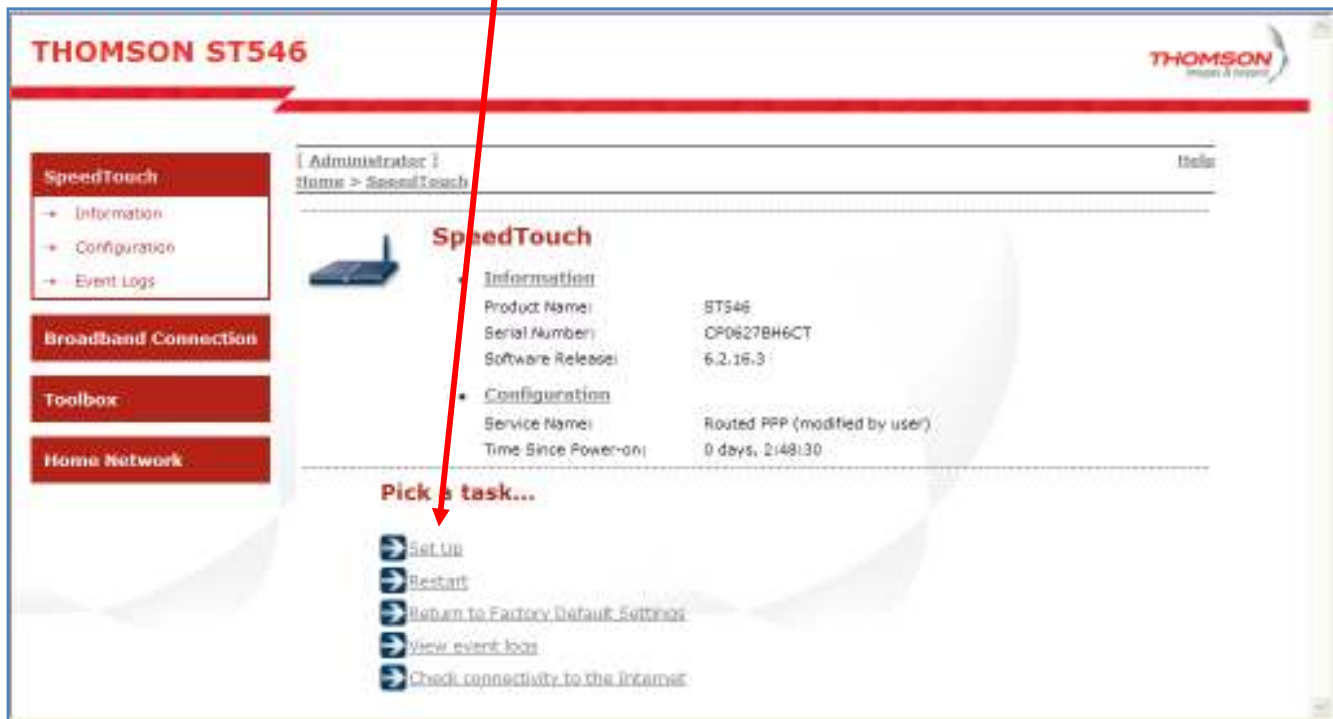 THOMSON ST546
THOMSON
images & beyond
SpeedTouch
Information
Configuration
Event Logs
Broadband Connection
Toolbox
Home Network
[ Administrator ]
Help
Home > SpeedTouch
SpeedTouch
Information
Product Name: ST546
Serial Number: CP0627BH6CT
Software Release: 6.2.16.3
Configuration
Service Name: Routed PPP (modified by user)
Time Since Power-on: 0 days, 2:48:30
Pick a task...
Set Up
Restart
Return to Factory Default Settings
View event logs
Check connectivity to the Internet